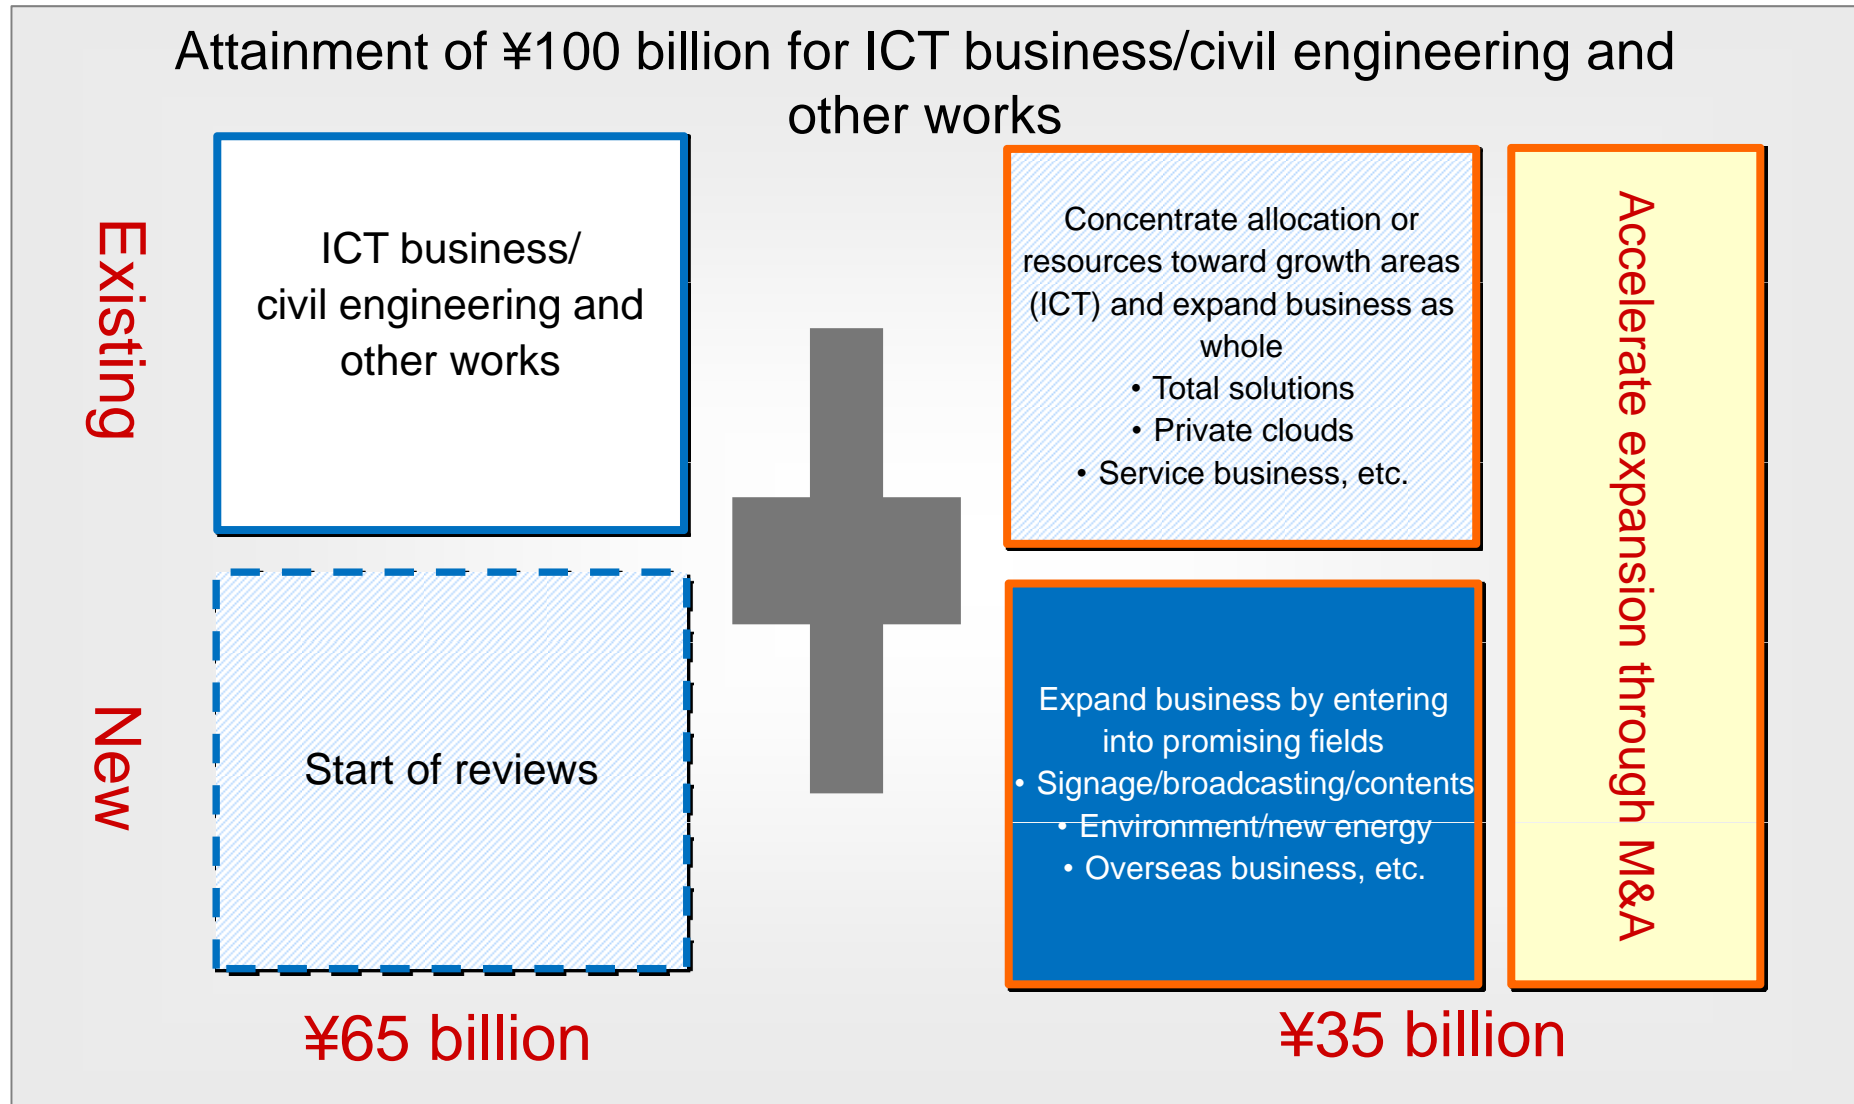 Attainment of ¥100 billion for ICT business/civil engineering and
other works
Existing
ICT business/
civil engineering and
other works
Concentrate allocation or
resources toward growth areas
(ICT) and expand business as
whole
• Total solutions
• Private clouds
• Service business, etc.
Accelerate expansion through M&A
New
Start of reviews
Expand business by entering
into promising fields
• Signage/broadcasting/contents
• Environment/new energy
• Overseas business, etc.
¥65 billion
¥35 billion